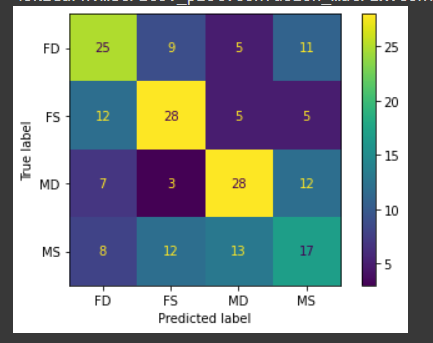 FD 25 9 5 11
FS 12 28 5 5
MD 7 3 28 12
MS 8 12 13 17
FD FS MD MS
Predicted label
True label
25
20
15
10
5